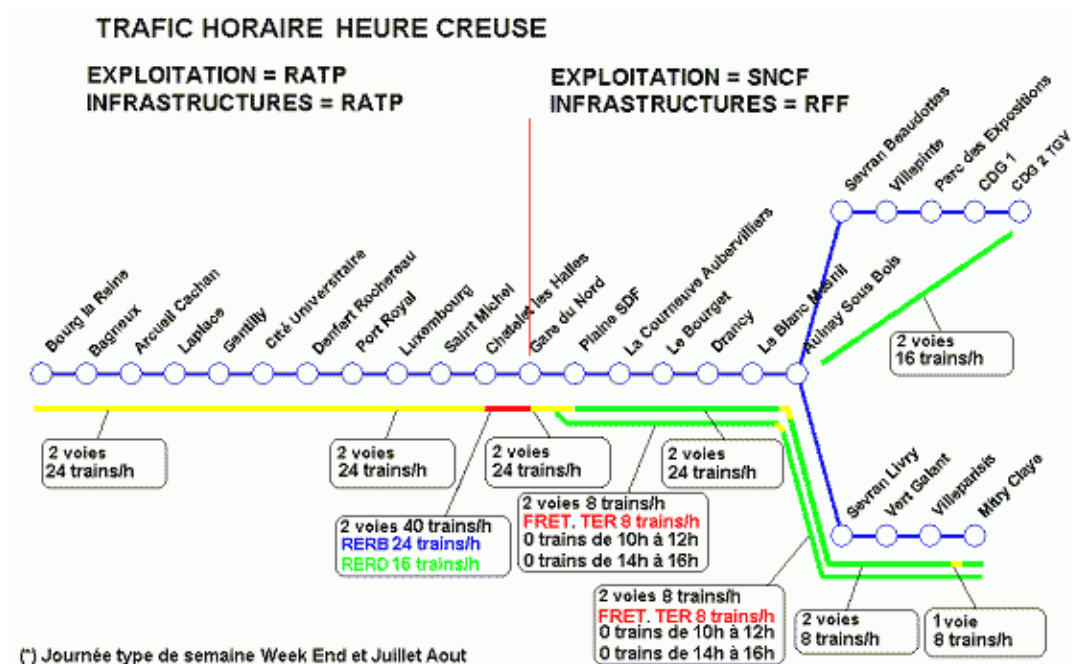 TRAFIC HORAIRE HEURE CREUSE
EXPLOITATION = RATP
INFRASTRUCTURES = RATP
EXPLOITATION = SNCF
INFRASTRUCTURES = RFF
Sevran Beaudottes
Villepinte
Parc des Expositions
CDG 1
CDG 2 TGV
Bourg la Reine
Bagneux
Arcueil Cachan
Laplace
Gentilly
Cité Universitaire
Denfert Rochereau
Port Royal
Luxembourg
Saint Michel
Chatelet les Halles
Gare du Nord
Plaine SDF
La Courneuve Aubervilliers
Le Bourget
Drancy
Le Blanc Mesnil
Aulnay Sous Bois
2 voies
16 trains/h
2 voies
24 trains/h
2 voies
24 trains/h
2 voies
24 trains/h
2 voies
24 trains/h
2 voies 40 trains/h
RERB 24 trains/h
RERD 16 trains/h
2 voies 8 trains/h
FRET. TER 8 trains/h
0 trains de 10h à 12h
0 trains de 14h à 16h
Sevran Livry
Vert Galant
Villeparisis
Mitry Claye
2 voies 8 trains/h
FRET. TER 8 trains/h
0 trains de 10h à 12h
0 trains de 14h à 16h
2 voies
8 trains/h
1 voie
8 trains/h
(*) Journée type de semaine Week End et Juillet Aout